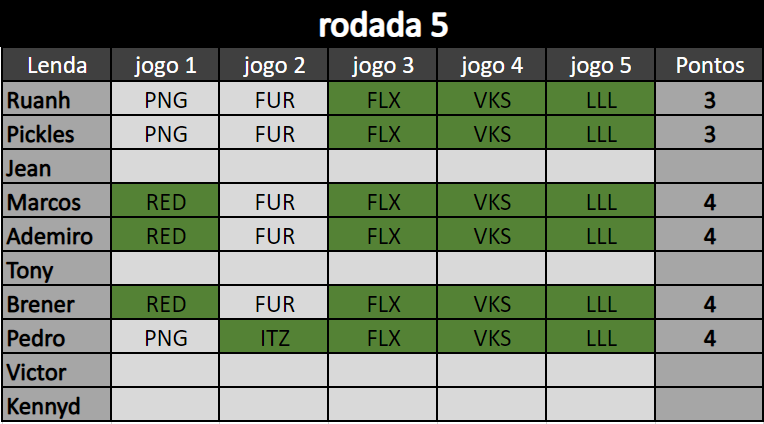 rodada 5
Lenda jogo 1 jogo 2 jogo 3 jogo 4 jogo 5 Pontos
Ruanh PNG FUR FLX VKS LLL 3
Pickles PNG FUR FLX VKS LLL 3
Jean
Marcos RED FUR FLX VKS LLL 4
Ademiro RED FUR FLX VKS LLL 4
Tony
Brener RED FUR FLX VKS LLL 4
Pedro PNG ITZ FLX VKS LLL 4
Victor
Kennyd